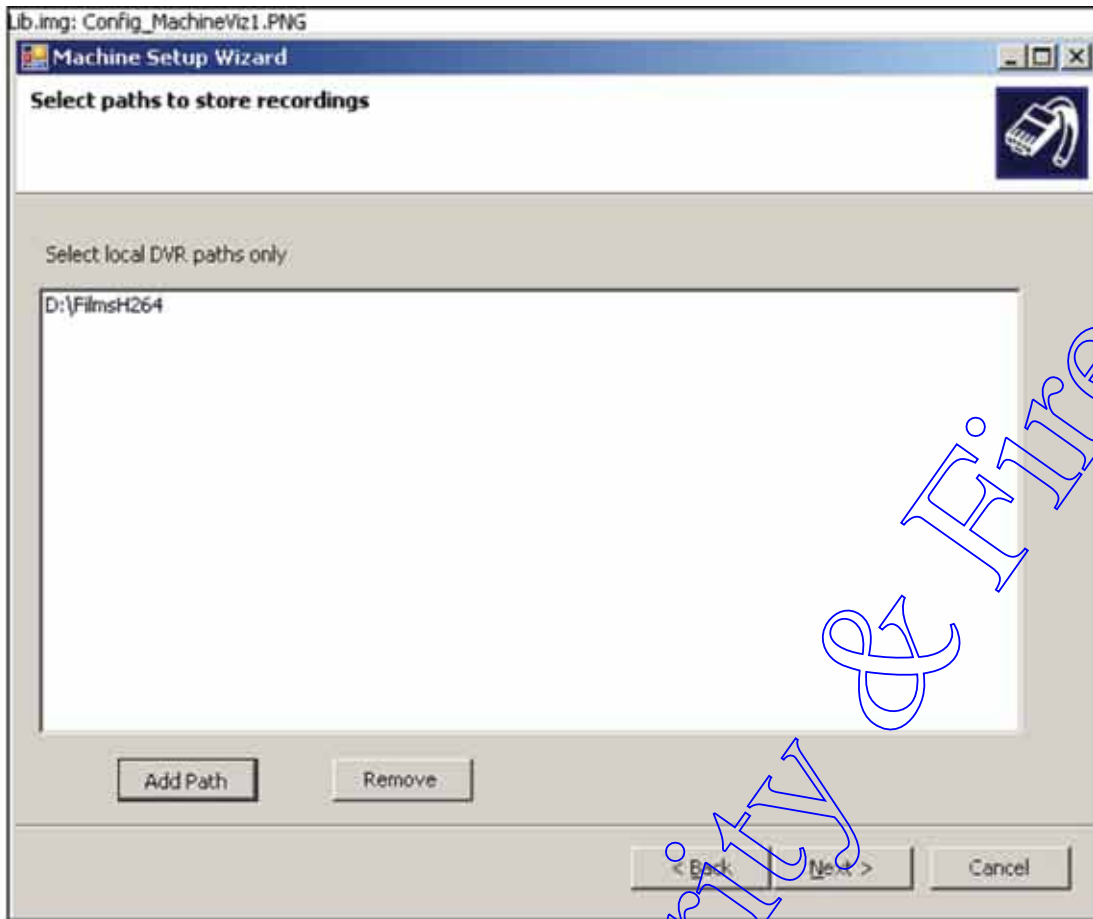 Lib.img: Config_MachineViz1.PNG
Machine Setup Wizard
Select paths to store recordings
Select local DVR paths only
D:\FilmsH264
Add Path
Remove
< Back
Next >
Cancel
& Fire